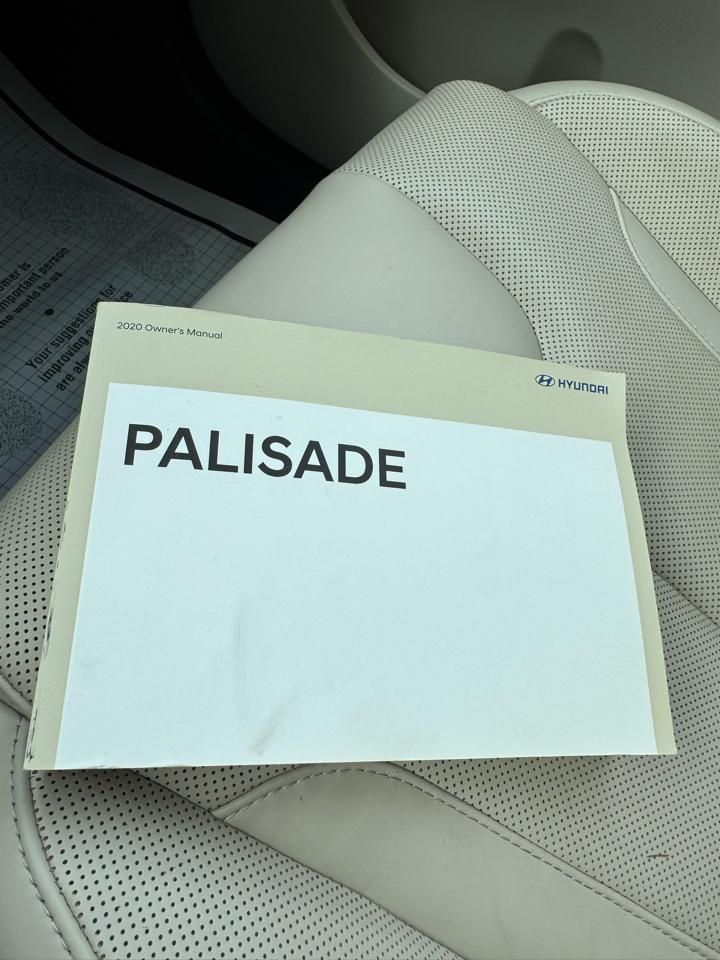 omer is
important person
the world to us.
Your suggestions for
improving
are al
2020 Owner's Manual
HYUNDAI
PALISADE